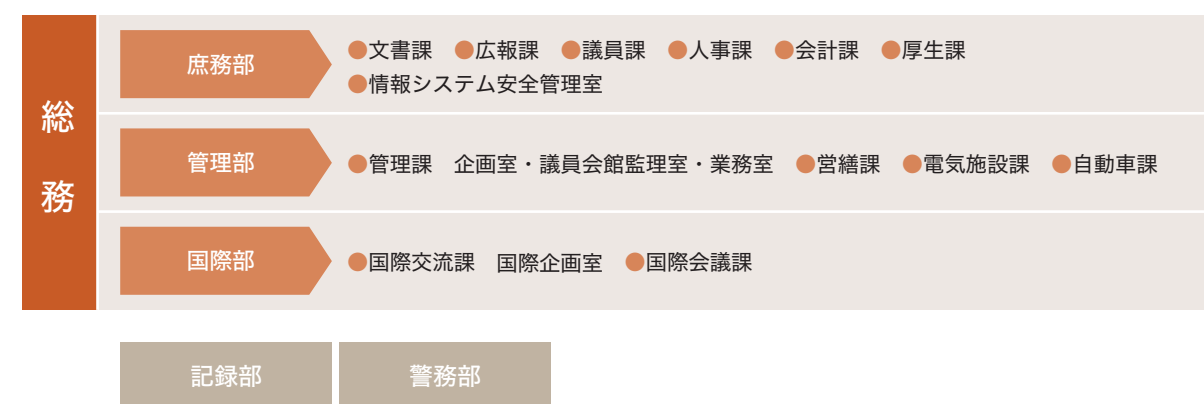 総務
庶務部
●文書課 ●広報課 ●議員課 ●人事課 ●会計課 ●厚生課
●情報システム安全管理室
管理部
●管理課 企画室・議員会館監理室・業務室 ●営繕課 ●電気施設課 ●自動車課
国際部
●国際交流課 国際企画室 ●国際会議課
記録部
警務部